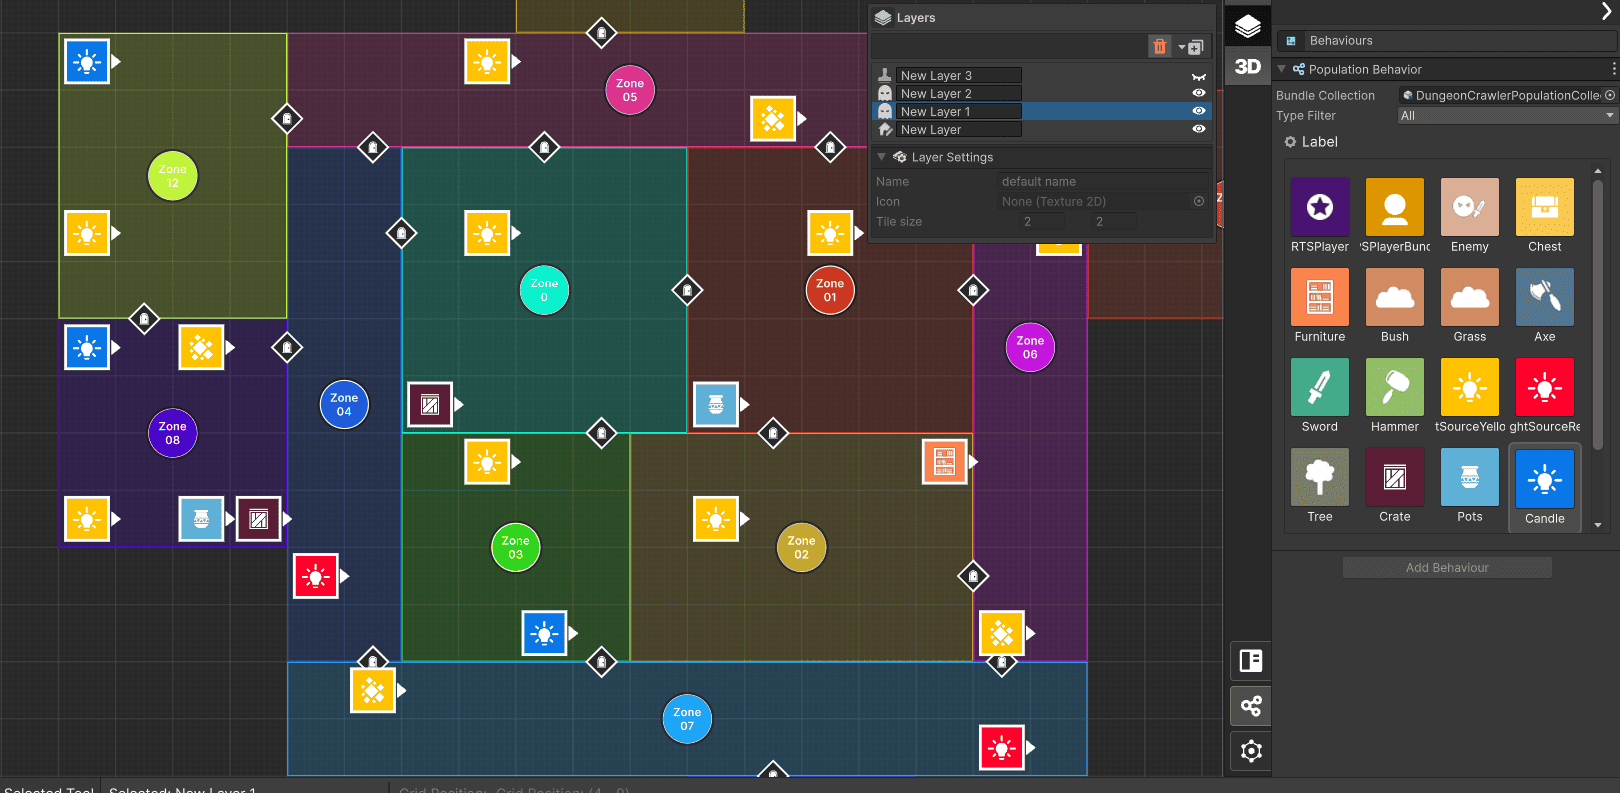 Layers
New Layer 3
New Layer 2
New Layer 1
New Layer
Layer Settings
Name default name
Icon None (Texture 2D)
Tile size 2 2
3D
Behaviours
Population Behavior
Bundle Collection DungeonCrawlerPopulationColle
Type Filter All
Label
RTSPlayer
Enemy
Chest
Furniture
Bush
Grass
Axe
Sword
Hammer
tSourceYello
ghtSourceRe
Tree
Crate
Pots
Candle
Add Behaviour
Zone
05
Zone
12
Zone
0
Zone
01
Zone
06
Zone
04
Zone
08
Zone
03
Zone
02
Zone
07
Selected Tool
Selected: New Layer 1
Grid Position: Grid Position: